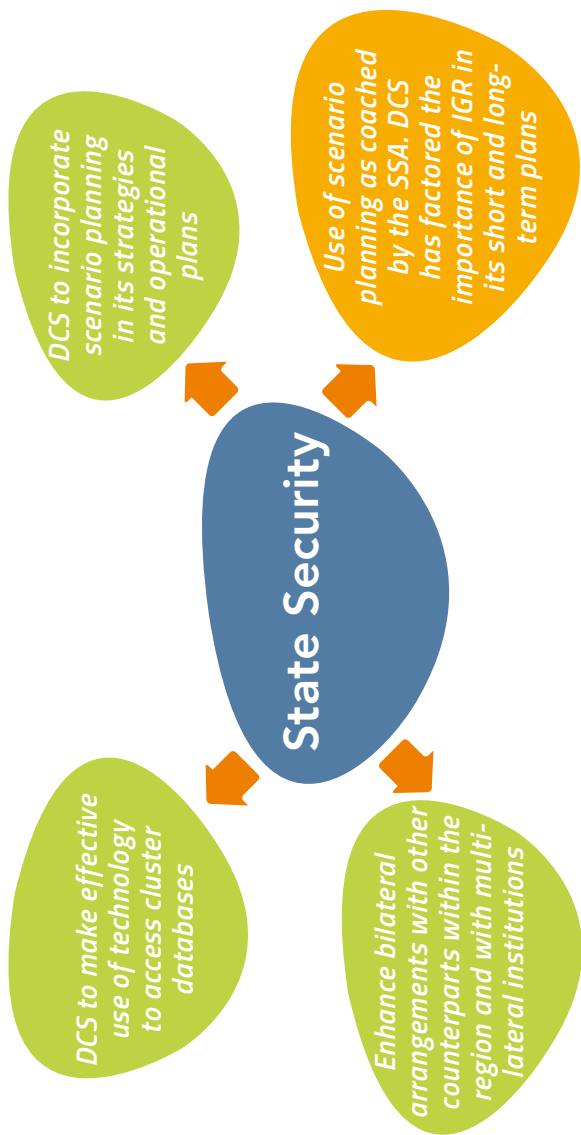 DCS to make effective
use of technology
to access cluster
databases
DCS to incorporate
scenario planning
in its strategies
and operational
plans
State Security
Enhance bilateral
arrangements with other
counterparts within the
region and with multi-
lateral institutions
Use of scenario
planning as coached
by the SSA. DCS
has factored the
importance of IGR in
its short and long-
term plans